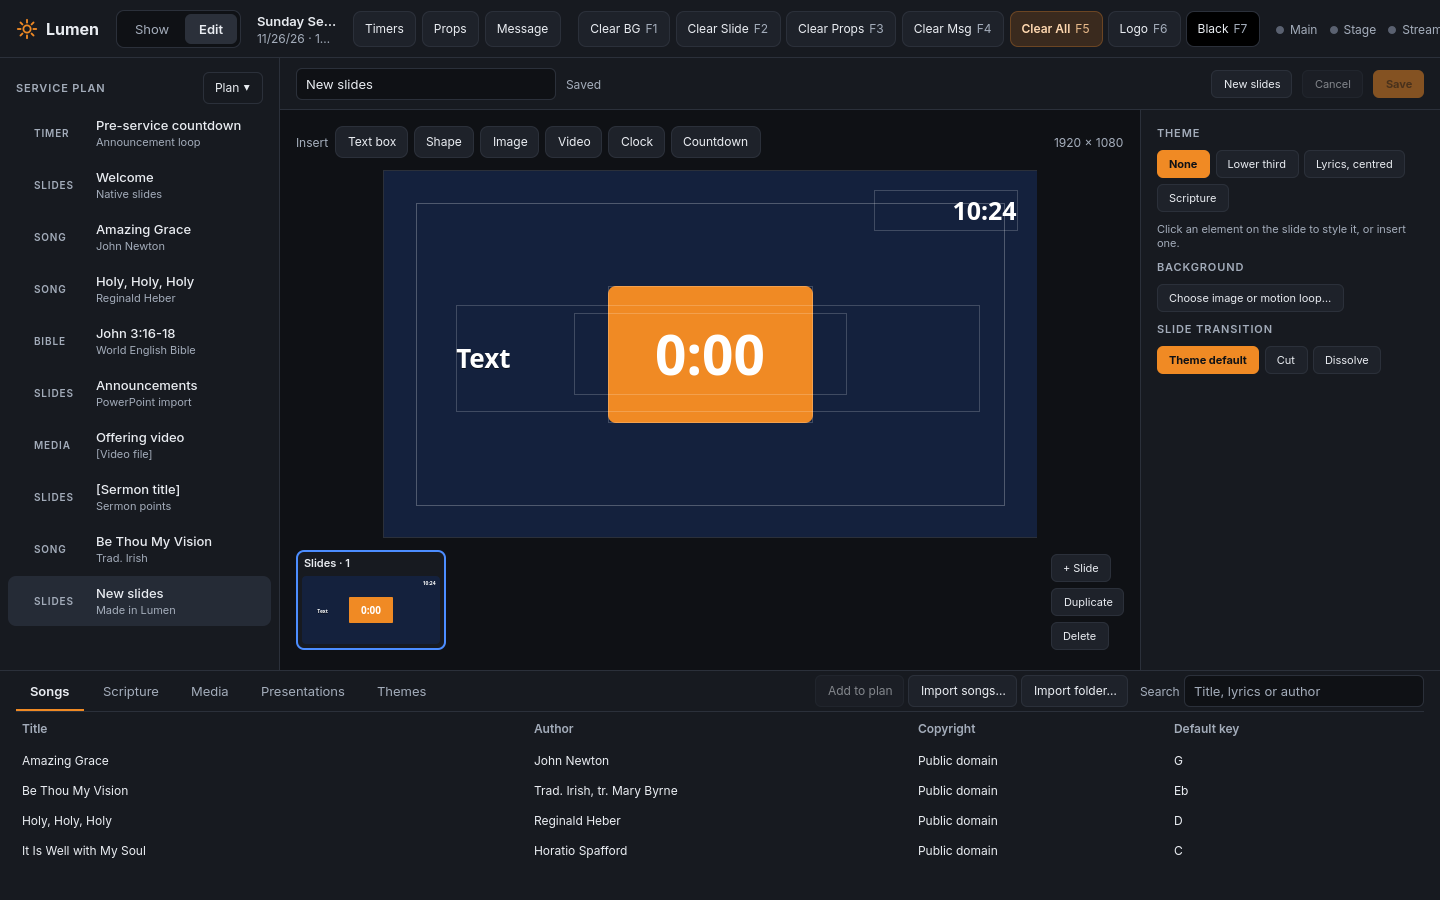 Lumen
Show
Edit
Sunday Se...
11/26/26 · 1...
Timers
Props
Message
Clear BG F1
Clear Slide F2
Clear Props F3
Clear Msg F4
Clear All F5
Logo F6
Black F7
Main
Stage
Stream
SERVICE PLAN
Plan ▾
TIMER
Pre-service countdown
Announcement loop
SLIDES
Welcome
Native slides
SONG
Amazing Grace
John Newton
SONG
Holy, Holy, Holy
Reginald Heber
BIBLE
John 3:16-18
World English Bible
SLIDES
Announcements
PowerPoint import
MEDIA
Offering video
[Video file]
SLIDES
[Sermon title]
Sermon points
SONG
Be Thou My Vision
Trad. Irish
SLIDES
New slides
Made in Lumen
New slides
Saved
New slides
Cancel
Save
Insert
Text box
Shape
Image
Video
Clock
Countdown
1920 × 1080
10:24
Text
0:00
Slides · 1
10:24
Text
0:00
+ Slide
Duplicate
Delete
THEME
None
Lower third
Lyrics, centred
Scripture
Click an element on the slide to style it, or insert
one.
BACKGROUND
Choose image or motion loop...
SLIDE TRANSITION
Theme default
Cut
Dissolve
Songs
Scripture
Media
Presentations
Themes
Add to plan
Import songs...
Import folder...
Search
Title, lyrics or author
Title Author Copyright Default key
Amazing Grace John Newton Public domain G
Be Thou My Vision Trad. Irish, tr. Mary Byrne Public domain Eb
Holy, Holy, Holy Reginald Heber Public domain D
It Is Well with My Soul Horatio Spafford Public domain C